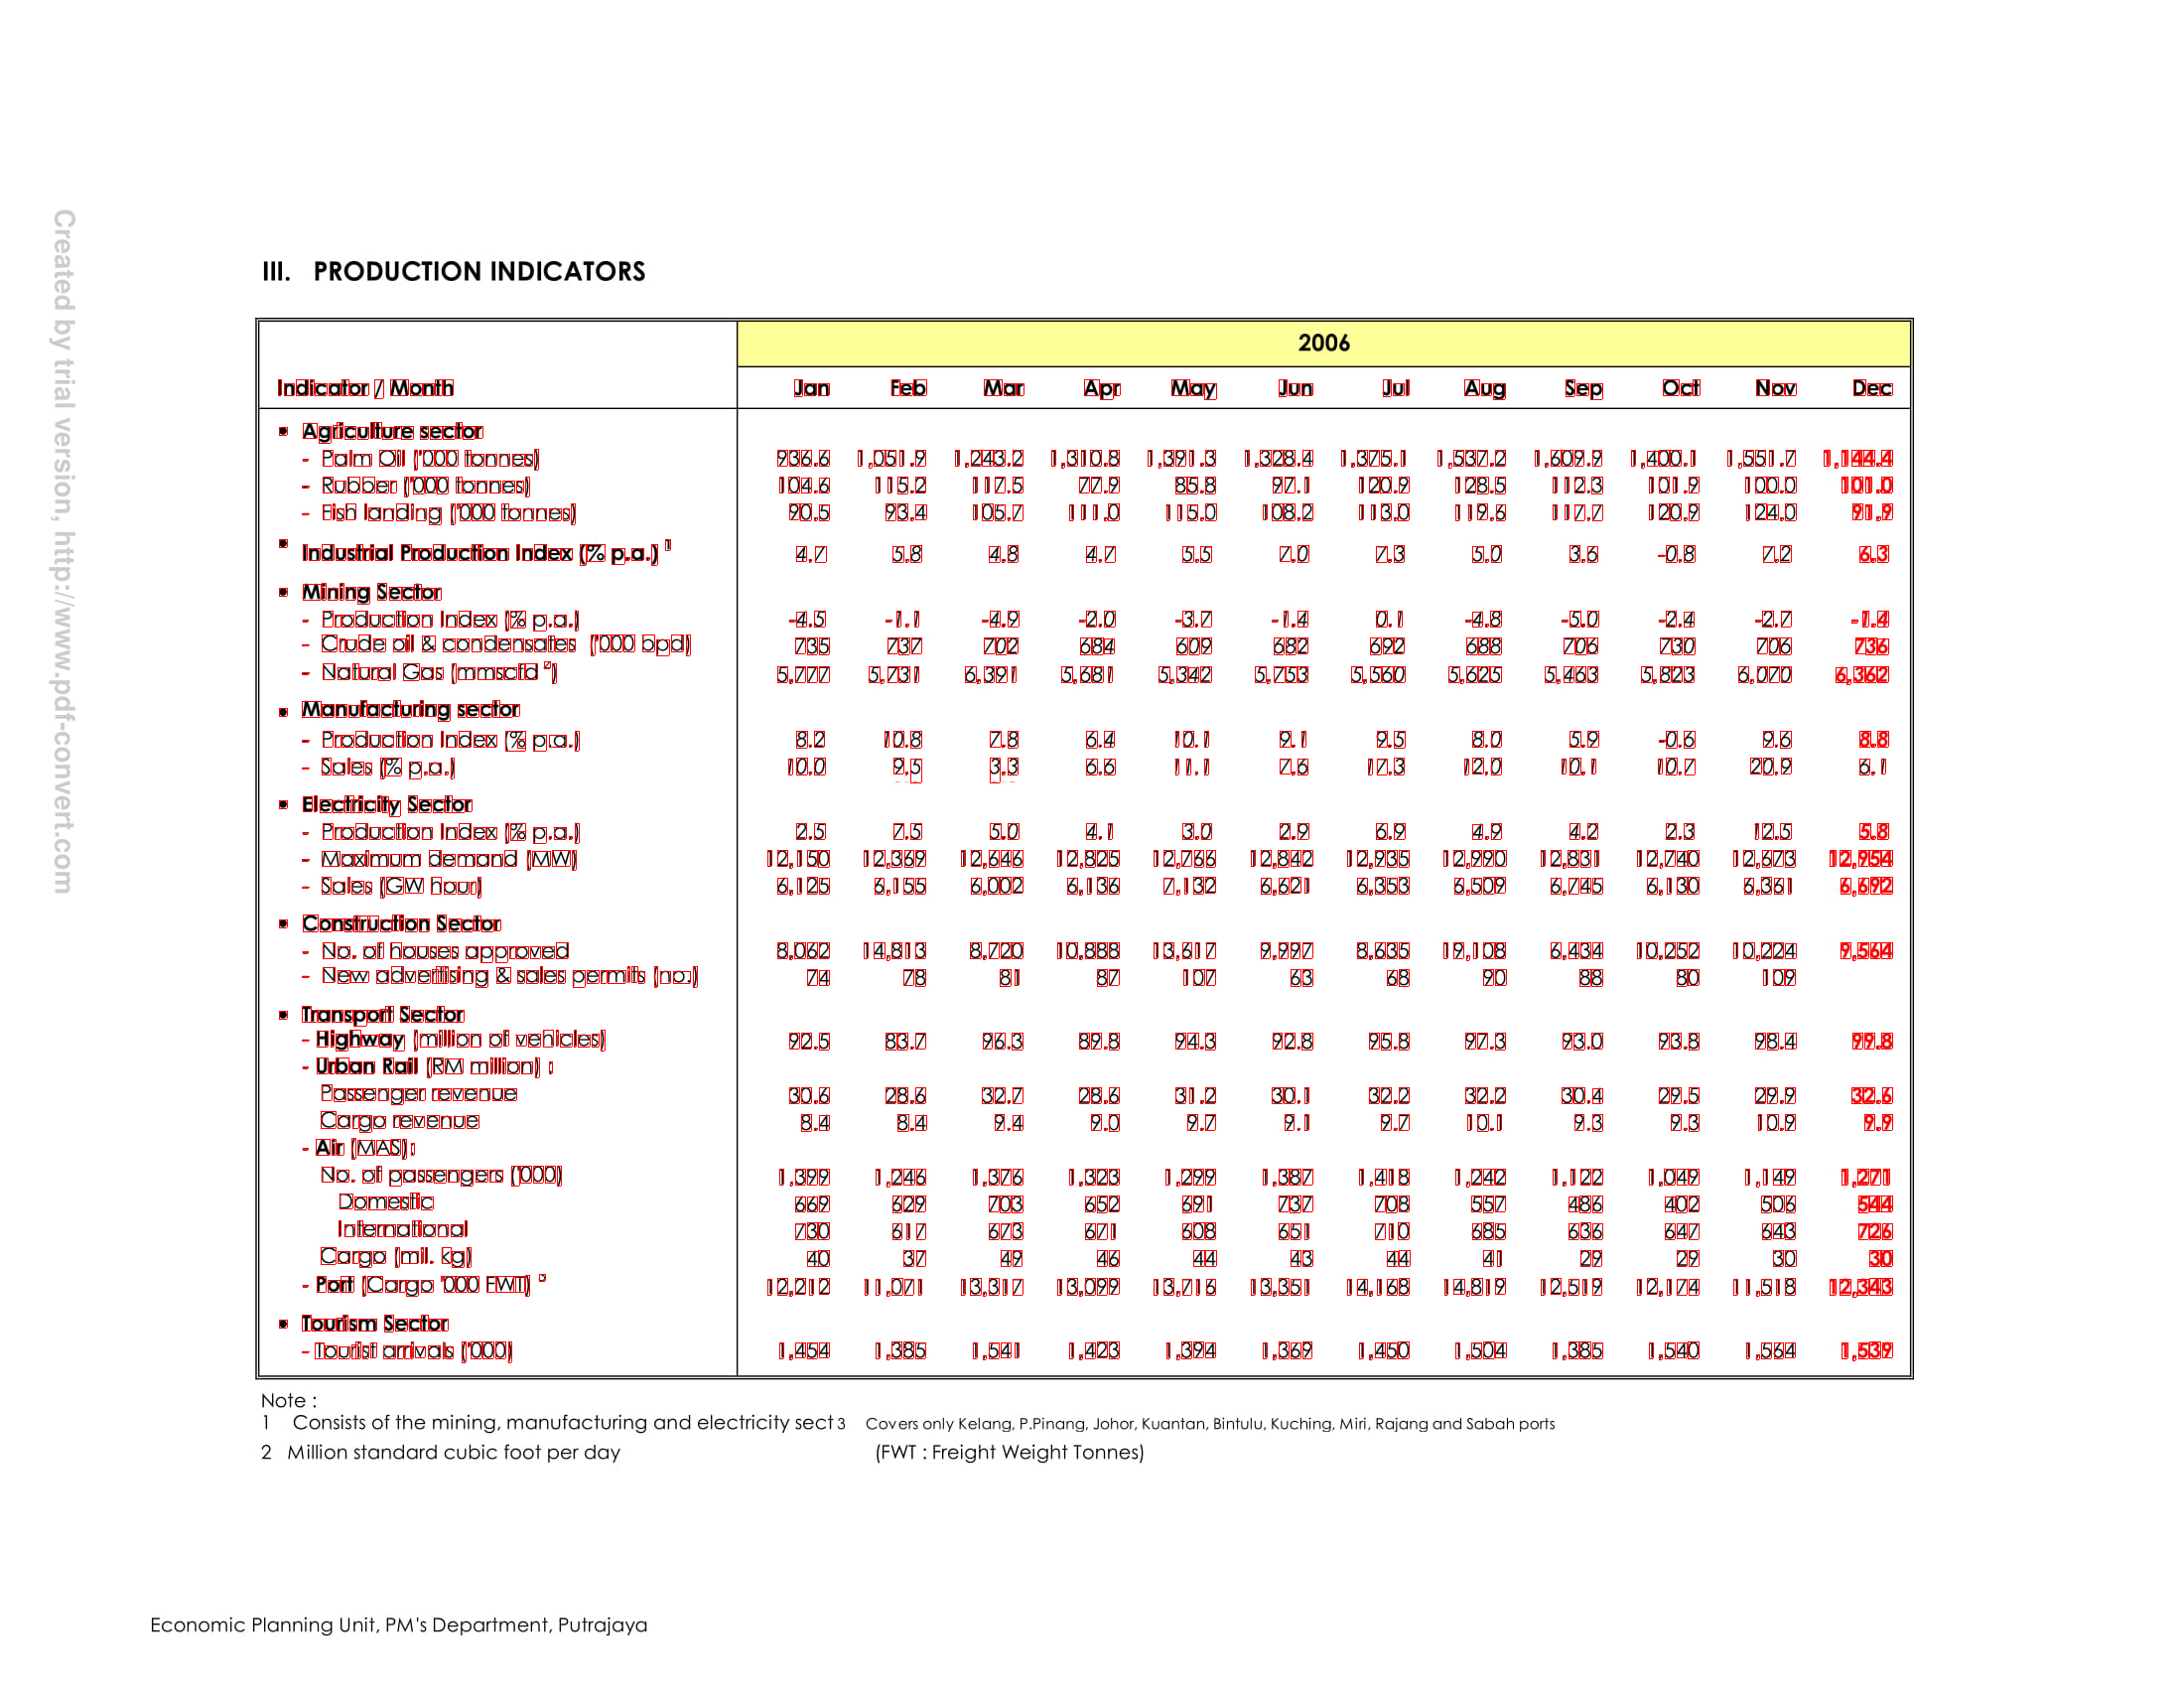 Created by trial version, http://www.pdf-convert.com
III. PRODUCTION INDICATORS
2006
Indicator / Month Jan Feb Mar Apr May Jun Jul Aug Sep Oct Nov Dec
• Agriculture sector
- Palm Oil ('000 tonnes) 936.6 1,051.9 1,243.2 1,310.8 1,391.3 1,328.4 1,375.1 1,537.2 1,609.9 1,400.1 1,551.7 1,144.4
- Rubber ('000 tonnes) 104.6 115.2 117.5 77.9 85.8 97.1 120.9 128.5 112.3 101.9 100.0 101.0
- Fish landing ('000 tonnes) 90.5 93.4 105.7 111.0 115.0 108.2 113.0 119.6 117.7 120.9 124.0 91.9
• Industrial Production Index (% p.a.) 1 4.7 5.8 4.8 4.7 5.5 7.0 7.3 5.0 3.6 -0.8 7.2 6.3
• Mining Sector
- Production Index (% p.a.) -4.5 -1.1 -4.9 -2.0 -3.7 -1.4 0.1 -4.8 -5.0 -2.4 -2.7 -1.4
- Crude oil & condensates ('000 bpd) 735 737 702 684 609 682 692 688 706 730 706 736
- Natural Gas (mmscfd 2) 5,777 5,731 6,391 5,681 5,342 5,753 5,560 5,625 5,463 5,823 6,070 6,362
• Manufacturing sector
- Production Index (% p.a.) 8.2 10.8 7.8 6.4 10.1 9.1 9.5 8.0 5.9 -0.6 9.6 8.8
- Sales (% p.a.) 10.0 9.5 3.3 6.6 11.1 7.6 17.3 12.0 10.1 10.7 20.9 6.1
• Electricity Sector
- Production Index (% p.a.) 2.5 7.5 5.0 4.1 3.0 2.9 6.9 4.9 4.2 2.3 12.5 5.8
- Maximum demand (MW) 12,150 12,369 12,646 12,825 12,766 12,842 12,935 12,990 12,831 12,740 12,673 12,954
- Sales (GW hour) 6,125 6,155 6,002 6,136 7,132 6,621 6,353 6,509 6,745 6,130 6,361 6,692
• Construction Sector
- No. of houses approved 8,062 14,813 8,720 10,888 13,617 9,997 8,635 19,108 6,434 10,252 10,224 9,564
- New advertising & sales permits (no.) 74 78 81 87 107 63 68 90 88 80 109
• Transport Sector
- Highway (million of vehicles) 92.5 83.7 96.3 89.8 94.3 92.8 95.8 97.3 93.0 93.8 98.4 99.8
- Urban Rail (RM million) :
Passenger revenue 30.6 28.6 32.7 28.6 31.2 30.1 32.2 32.2 30.4 29.5 29.9 32.6
Cargo revenue 8.4 8.4 9.4 9.0 9.7 9.1 9.7 10.1 9.3 9.3 10.9 9.9
- Air (MAS):
No. of passengers ('000) 1,399 1,246 1,376 1,323 1,299 1,387 1,418 1,242 1,122 1,049 1,149 1,271
Domestic 669 629 703 652 691 737 708 557 486 402 506 544
International 730 617 673 671 608 651 710 685 636 647 643 726
Cargo (mil. kg) 40 37 49 46 44 43 44 41 29 29 30 30
- Port (Cargo '000 FWT) 3 12,212 11,071 13,317 13,099 13,716 13,351 14,168 14,819 12,519 12,174 11,518 12,343
• Tourism Sector
- Tourist arrivals ('000) 1,454 1,385 1,541 1,423 1,394 1,369 1,450 1,504 1,385 1,540 1,564 1,539
Note :
1 Consists of the mining, manufacturing and electricity sect 3 Covers only Kelang, P.Pinang, Johor, Kuantan, Bintulu, Kuching, Miri, Rajang and Sabah ports
2 Million standard cubic foot per day (FWT : Freight Weight Tonnes)
Economic Planning Unit, PM's Department, Putrajaya